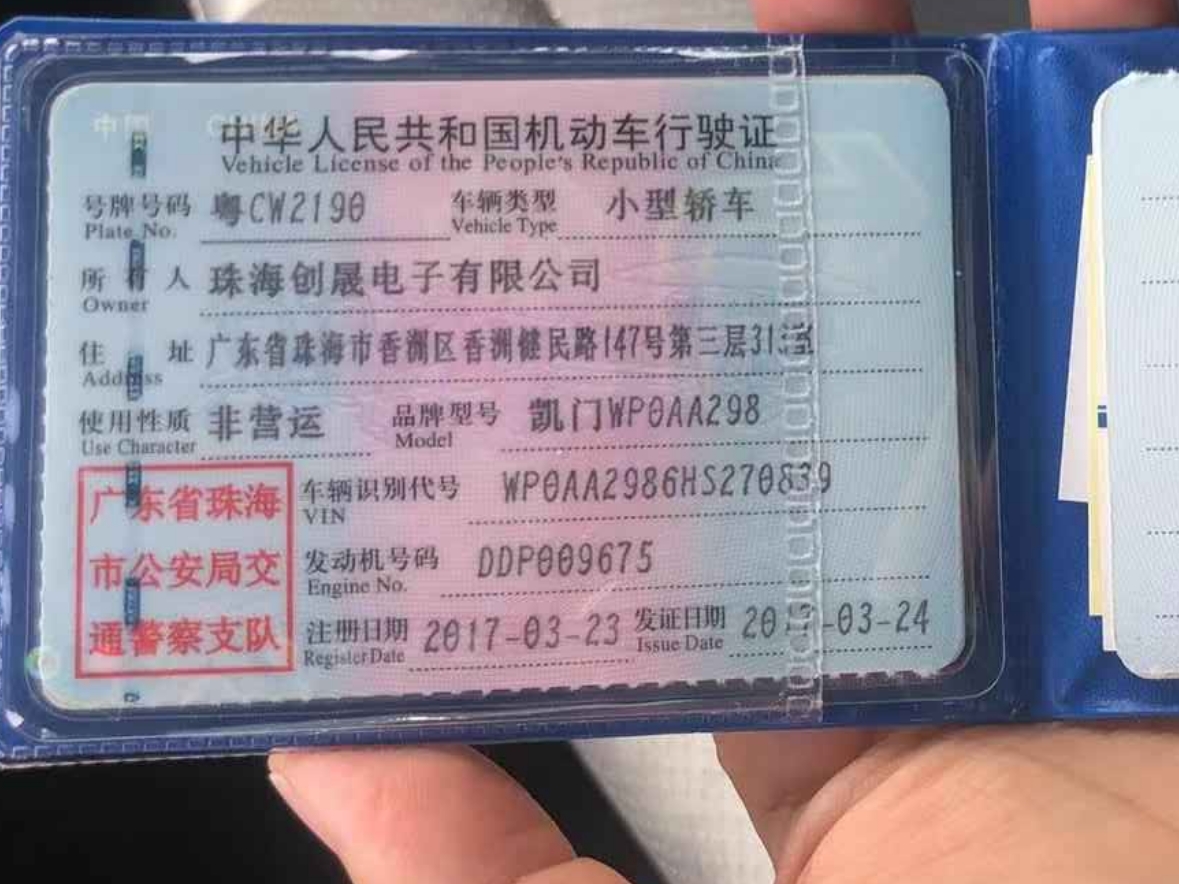 中国 CHINA
中华人民共和国机动车行驶证
Vehicle License of the People's Republic of China
号牌号码 粤CW2190 车辆类型 小型轿车
Plate No. Vehicle Type
所有人 珠海创晟电子有限公司
Owner
住址 广东省珠海市香洲区香洲健民路147号第三层313室
Address
使用性质 非营运 品牌型号 凯门WP0AA298
Use Character Model
广东省珠海 车辆识别代号 WP0AA2986HS270839
VIN
市公安局交 发动机号码 DDP009675
Engine No.
通警察支队 注册日期 2017-03-23 发证日期 2017-03-24
Register Date Issue Date